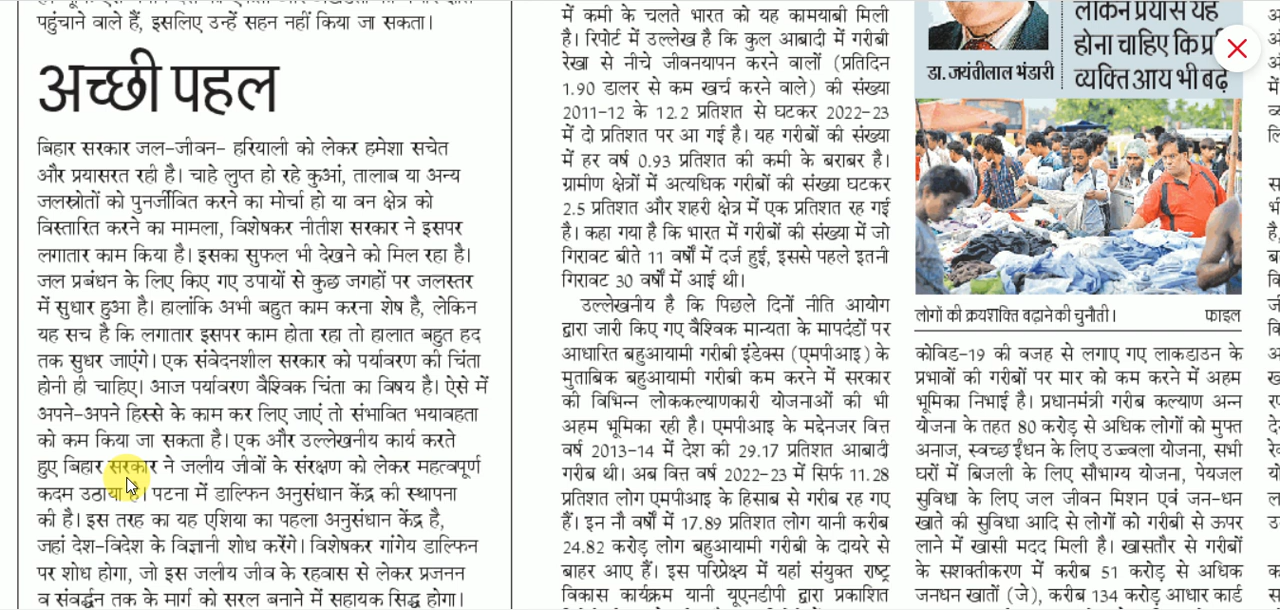 पहुंचाने वाले हैं, इसलिए उन्हें सहन नहीं किया जा सकता।
अच्छी पहल
बिहार सरकार जल-जीवन- हरियाली को लेकर हमेशा सचेत
और प्रयासरत रही है। चाहे लुप्त हो रहे कुआं, तालाब या अन्य
जलस्रोतों को पुनर्जीवित करने का मोर्चा हो या वन क्षेत्र को
विस्तारित करने का मामला, विशेषकर नीतीश सरकार ने इसपर
लगातार काम किया है। इसका सुफल भी देखने को मिल रहा है।
जल प्रबंधन के लिए किए गए उपायों से कुछ जगहों पर जलस्तर
में सुधार हुआ है। हालांकि अभी बहुत काम करना शेष है, लेकिन
यह सच है कि लगातार इसपर काम होता रहा तो हालात बहुत हद
तक सुधर जाएंगे। एक संवेदनशील सरकार को पर्यावरण की चिंता
होनी ही चाहिए। आज पर्यावरण वैश्विक चिंता का विषय है। ऐसे में
अपने-अपने हिस्से के काम कर लिए जाएं तो संभावित भयावहता
को कम किया जा सकता है। एक और उल्लेखनीय कार्य करते
हुए बिहार सरकार ने जलीय जीवों के संरक्षण को लेकर महत्वपूर्ण
कदम उठाया है। पटना में डाल्फिन अनुसंधान केंद्र की स्थापना
की है। इस तरह का यह एशिया का पहला अनुसंधान केंद्र है,
जहां देश-विदेश के विज्ञानी शोध करेंगे। विशेषकर गांगेय डाल्फिन
पर शोध होगा, जो इस जलीय जीव के रहवास से लेकर प्रजनन
व संवर्द्धन तक के मार्ग को सरल बनाने में सहायक सिद्ध होगा।
में कमी के चलते भारत को यह कामयाबी मिली
है। रिपोर्ट में उल्लेख है कि कुल आबादी में गरीबी
रेखा से नीचे जीवनयापन करने वालों (प्रतिदिन
1.90 डालर से कम खर्च करने वाले) की संख्या
2011-12 के 12.2 प्रतिशत से घटकर 2022-23
में दो प्रतिशत पर आ गई है। यह गरीबों की संख्या
में हर वर्ष 0.93 प्रतिशत की कमी के बराबर है।
ग्रामीण क्षेत्रों में अत्यधिक गरीबों की संख्या घटकर
2.5 प्रतिशत और शहरी क्षेत्र में एक प्रतिशत रह गई
है। कहा गया है कि भारत में गरीबों की संख्या में जो
गिरावट बीते 11 वर्षों में दर्ज हुई, इससे पहले इतनी
गिरावट 30 वर्षों में आई थी।
उल्लेखनीय है कि पिछले दिनों नीति आयोग
द्वारा जारी किए गए वैश्विक मान्यता के मापदंडों पर
आधारित बहुआयामी गरीबी इंडेक्स (एमपीआइ) के
मुताबिक बहुआयामी गरीबी कम करने में सरकार
की विभिन्न लोककल्याणकारी योजनाओं की भी
अहम भूमिका रही है। एमपीआइ के मद्देनजर वित्त
वर्ष 2013-14 में देश की 29.17 प्रतिशत आबादी
गरीब थी। अब वित्त वर्ष 2022-23 में सिर्फ 11.28
प्रतिशत लोग एमपीआइ के हिसाब से गरीब रह गए
हैं। इन नौ वर्षों में 17.89 प्रतिशत लोग यानी करीब
24.82 करोड़ लोग बहुआयामी गरीबी के दायरे से
बाहर आए हैं। इस परिप्रेक्ष्य में यहां संयुक्त राष्ट्र
विकास कार्यक्रम यानी यूएनडीपी द्वारा प्रकाशित
डा. जयंतीलाल भंडारी
लेकिन प्रयास यह
होना चाहिए कि
व्यक्ति आय भी बढ़े
लोगों की क्रयशक्ति बढ़ाने की चुनौती। फाइल
कोविड-19 की वजह से लगाए गए लाकडाउन के
प्रभावों की गरीबों पर मार को कम करने में अहम
भूमिका निभाई है। प्रधानमंत्री गरीब कल्याण अन्न
योजना के तहत 80 करोड़ से अधिक लोगों को मुफ्त
अनाज, स्वच्छ ईंधन के लिए उज्ज्वला योजना, सभी
घरों में बिजली के लिए सौभाग्य योजना, पेयजल
सुविधा के लिए जल जीवन मिशन एवं जन-धन
खाते की सुविधा आदि से लोगों को गरीबी से ऊपर
लाने में खासी मदद मिली है। खासतौर से गरीबों
के सशक्तीकरण में करीब 51 करोड़ से अधिक
जनधन खातों (जे), करीब 134 करोड़ आधार कार्ड